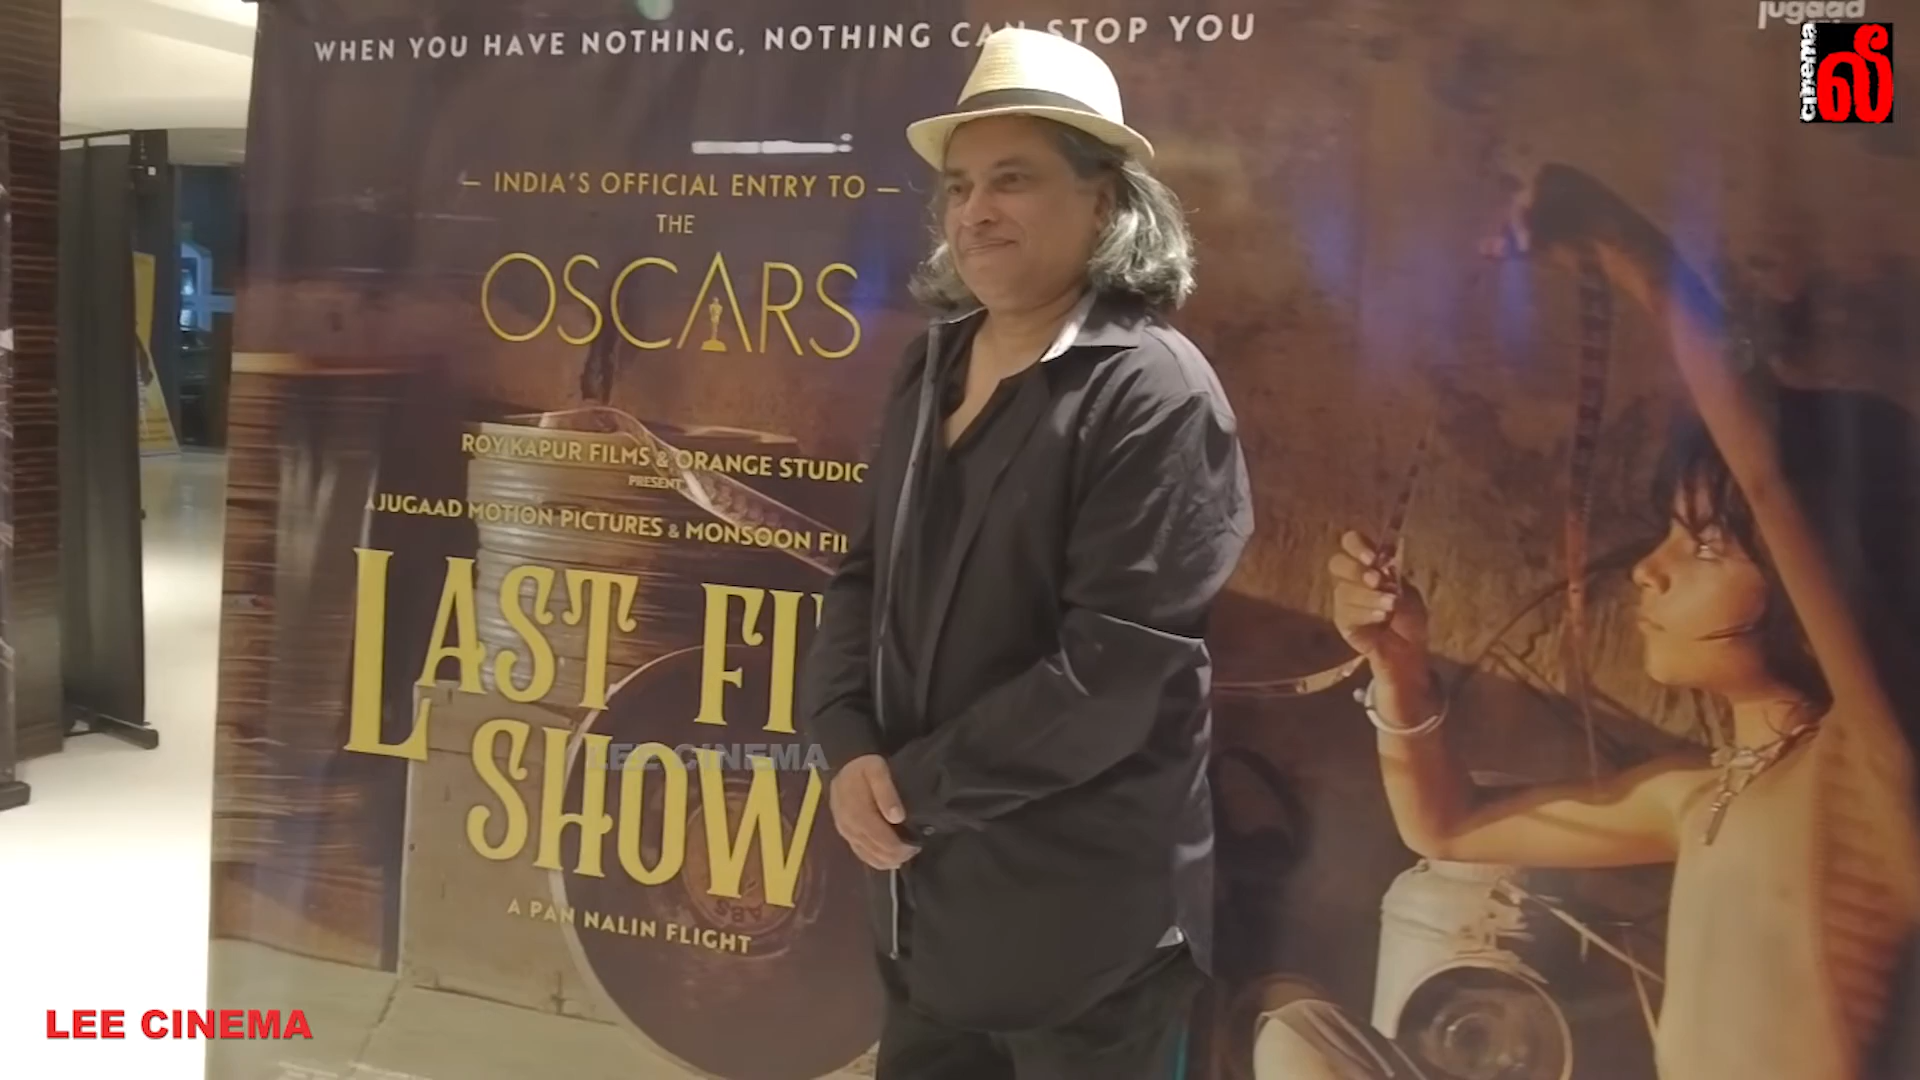 WHEN YOU HAVE NOTHING, NOTHING CAN STOP YOU
jugaad
cinema
லீ
— INDIA'S OFFICIAL ENTRY TO —
THE
OSCARS
ROY KAPUR FILMS & ORANGE STUDIO
PRESENT
A JUGAAD MOTION PICTURES & MONSOON FIL
LAST FI
SHOW
LEE CINEMA
A PAN NALIN FLIGHT
LEE CINEMA